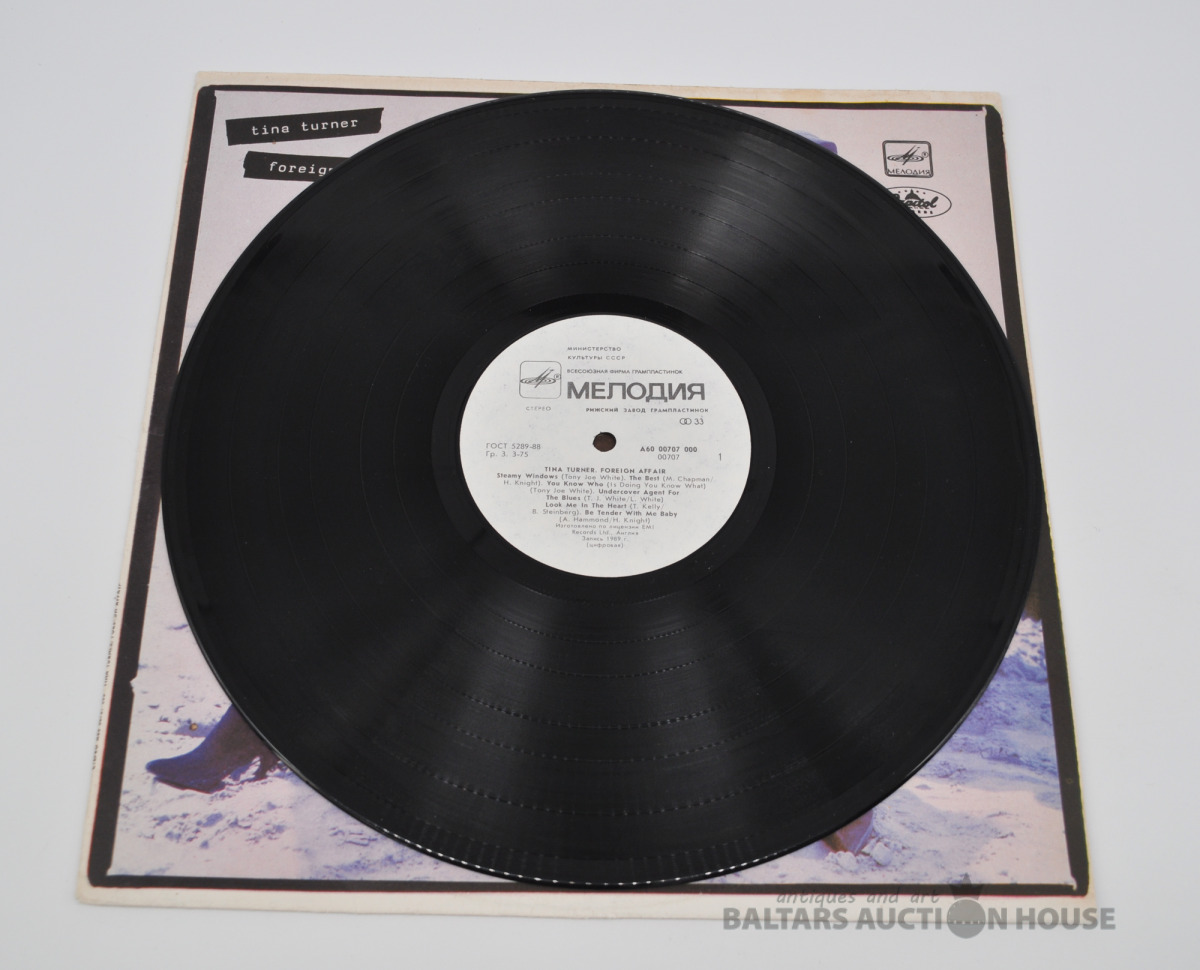 tina turner
foreign
МЕЛОДИЯ
Capitol
МИНИСТЕРСТВО
КУЛЬТУРЫ СССР
ВСЕСОЮЗНАЯ ФИРМА ГРАМПЛАСТИНОК
МЕЛОДИЯ
СТЕРЕО
РИЖСКИЙ ЗАВОД ГРАМПЛАСТИНОК
33
ГОСТ 5289-88
Гр. 3. 3-75
А60 00707 000
00707
1
TINA TURNER. FOREIGN AFFAIR
Steamy Windows (Tony Joe White). The Best (M. Chapman/
H. Knight). You Know Who (Is Doing You Know What)
(Tony Joe White). Undercover Agent For
The Blues (T. J. White/L. White)
Look Me In The Heart (T. Kelly/
B. Steinberg). Be Tender With Me Baby
(A. Hammond/H. Knight)
Изготовлено по лицензии EMI
Records Ltd., Англия
Запись 1989 г.
(цифровая)
antiques and art
BALTARS AUCTION HOUSE